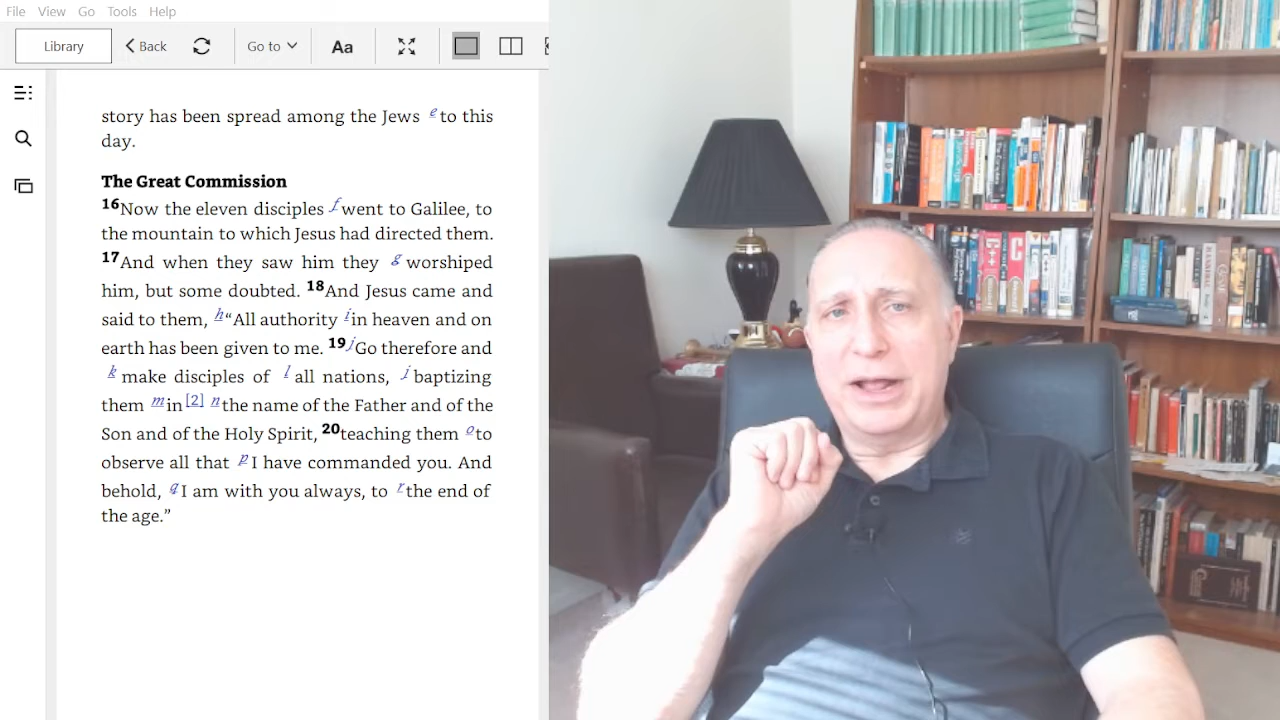 File View Go Tools Help
Library Back Go to Aa
story has been spread among the Jews e to this
day.
The Great Commission
16Now the eleven disciples f went to Galilee, to
the mountain to which Jesus had directed them.
17And when they saw him they g worshiped
him, but some doubted. 18And Jesus came and
said to them, h“All authority i in heaven and on
earth has been given to me. 19 j Go therefore and
k make disciples of l all nations, j baptizing
them m in[2] n the name of the Father and of the
Son and of the Holy Spirit, 20teaching them o to
observe all that p I have commanded you. And
behold, q I am with you always, to r the end of
the age.”
C++
C